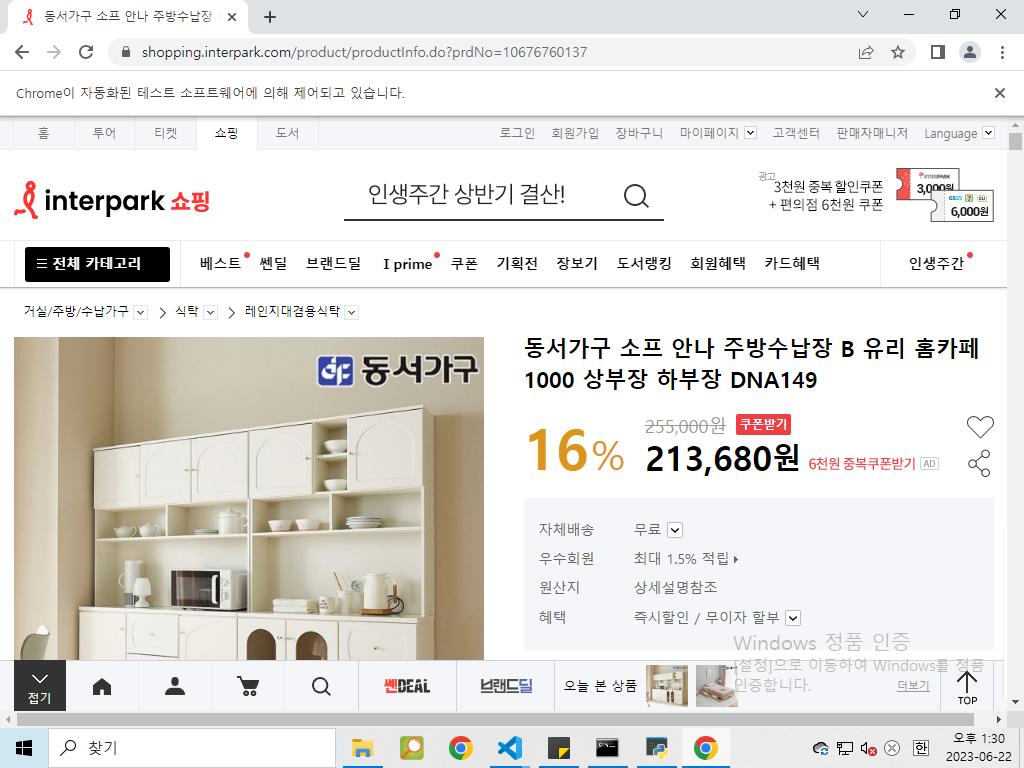 동서가구 소프 안나 주방수납장
shopping.interpark.com/product/productInfo.do?prdNo=10676760137
Chrome이 자동화된 테스트 소프트웨어에 의해 제어되고 있습니다.
홈 투어 티켓 쇼핑 도서 로그인 회원가입 장바구니 마이페이지 고객센터 판매자매니저 Language
interpark 쇼핑
인생주간 상반기 결산!
광고
3천원 중복 할인쿠폰
+ 편의점 6천원 쿠폰
INTERPARK
3,000원
GS25 CU
6,000원
전체 카테고리 베스트 쎈딜 브랜드딜 I prime 쿠폰 기획전 장보기 도서랭킹 회원혜택 카드혜택 인생주간
거실/주방/수납가구 식탁 레인지대겸용식탁
동서가구
동서가구 소프 안나 주방수납장 B 유리 홈카페
1000 상부장 하부장 DNA149
16% 255,000원 쿠폰받기
213,680원 6천원 중복쿠폰받기 AD
자체배송 무료
우수회원 최대 1.5% 적립
원산지 상세설명참조
혜택 즉시할인 / 무이자 할부
Windows 정품 인증
[설정]으로 이동하여 Windows를 정품
인증합니다.
접기 쎈DEAL 브랜드딜 오늘 본 상품 더보기 TOP
찾기
한
오후 1:30
2023-06-22